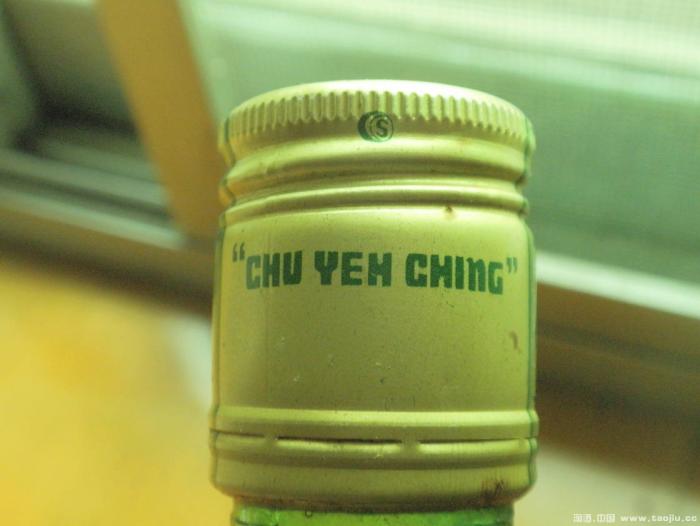 S
“CHU YEH CHING”
淘酒.中国 www.taojiu.cc